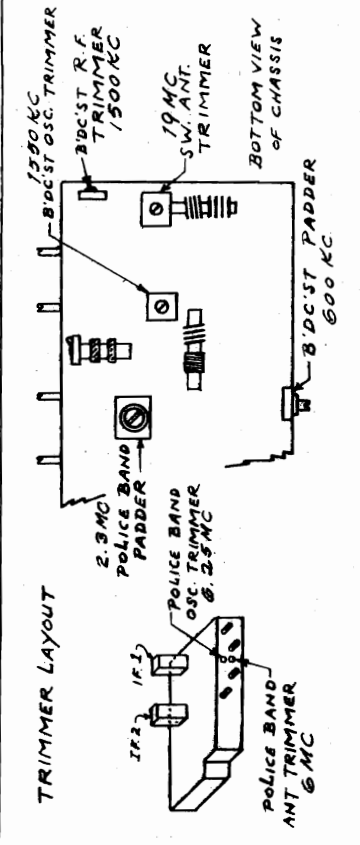 TRIMMER LAYOUT
I.F.2
I.F.1
POLICE BAND
OSC. TRIMMER
6.25 MC
POLICE BAND
ANT TRIMMER
6 MC
2.3 MC
POLICE BAND
PADDER
1550 KC
B'DC'ST OSC. TRIMMER
B'DC'ST R.F.
TRIMMER
1500 KC
19 MC
SW. ANT.
TRIMMER
BOTTOM VIEW
OF CHASSIS
B'DC'ST PADDER
600 KC